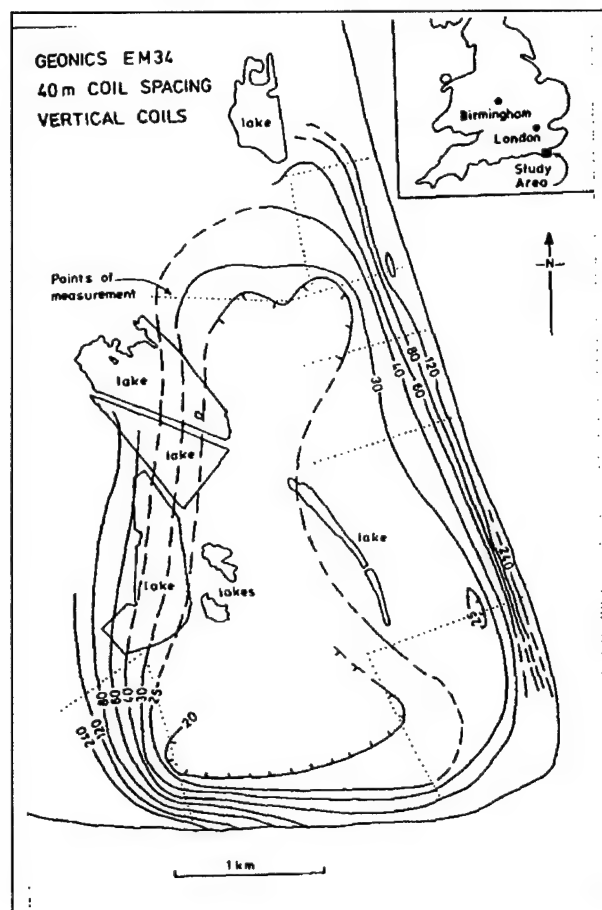 GEONICS EM34
40m COIL SPACING
VERTICAL COILS
lake
Birmingham
London
Study
Area
N
Points of
measurement
lake
lake
lake
lakes
lake
30
40
60
80
120
240
25
240
120
80
60
40
30
25
20
1 km